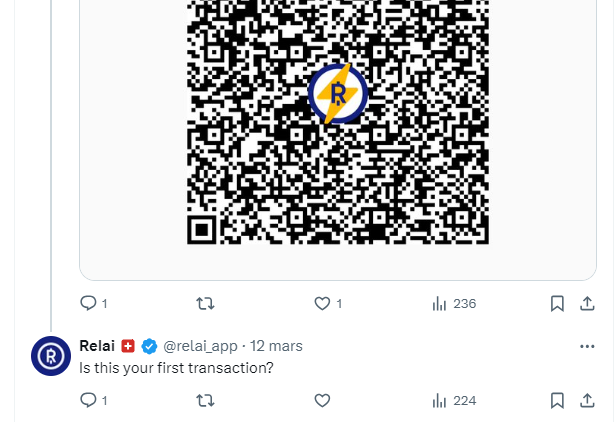 1 1 236
Relai @relai_app · 12 mars
Is this your first transaction?
1 224